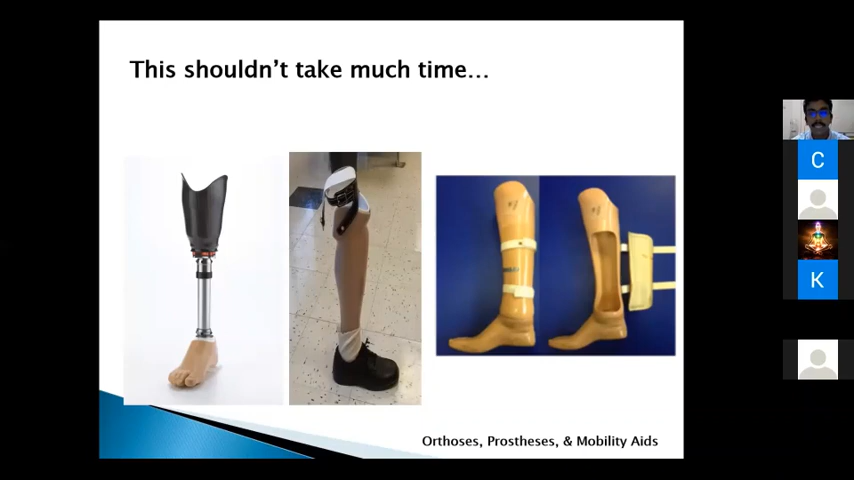 This shouldn't take much time...
Orthoses, Prostheses, & Mobility Aids
C
K